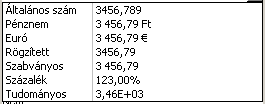 Általános szám 3456,789
Pénznem 3 456,79 Ft
Euró 3 456,79 €
Rögzített 3456,79
Szabványos 3 456,79
Százalék 123,00%
Tudományos 3,46E+03